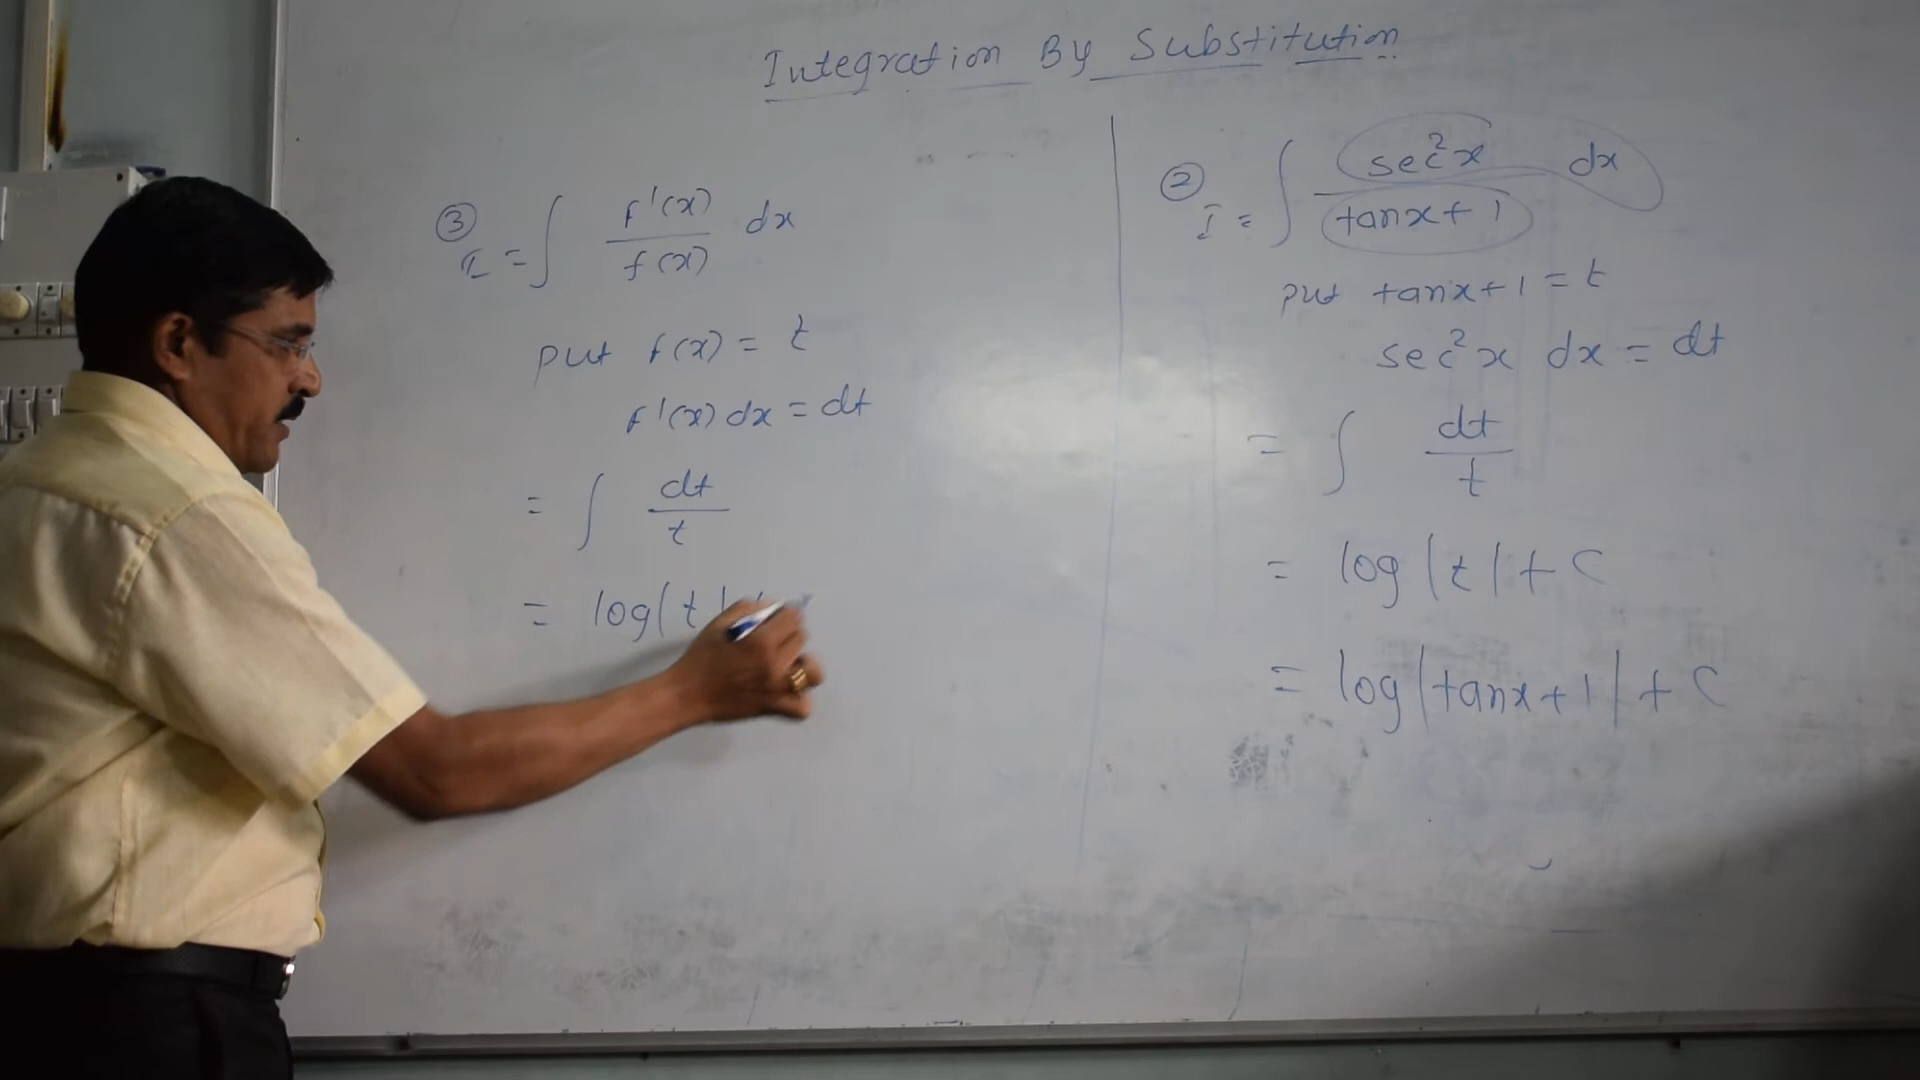 Integration By Substitution
③ I = ∫ f'(x)/f(x) dx
put f(x) = t
f'(x) dx = dt
= ∫ dt/t
= log|t| +
② I = ∫ sec²x/(tanx+1) dx
put tanx+1 = t
sec²x dx = dt
= ∫ dt/t
= log|t|+c
= log|tanx+1|+c